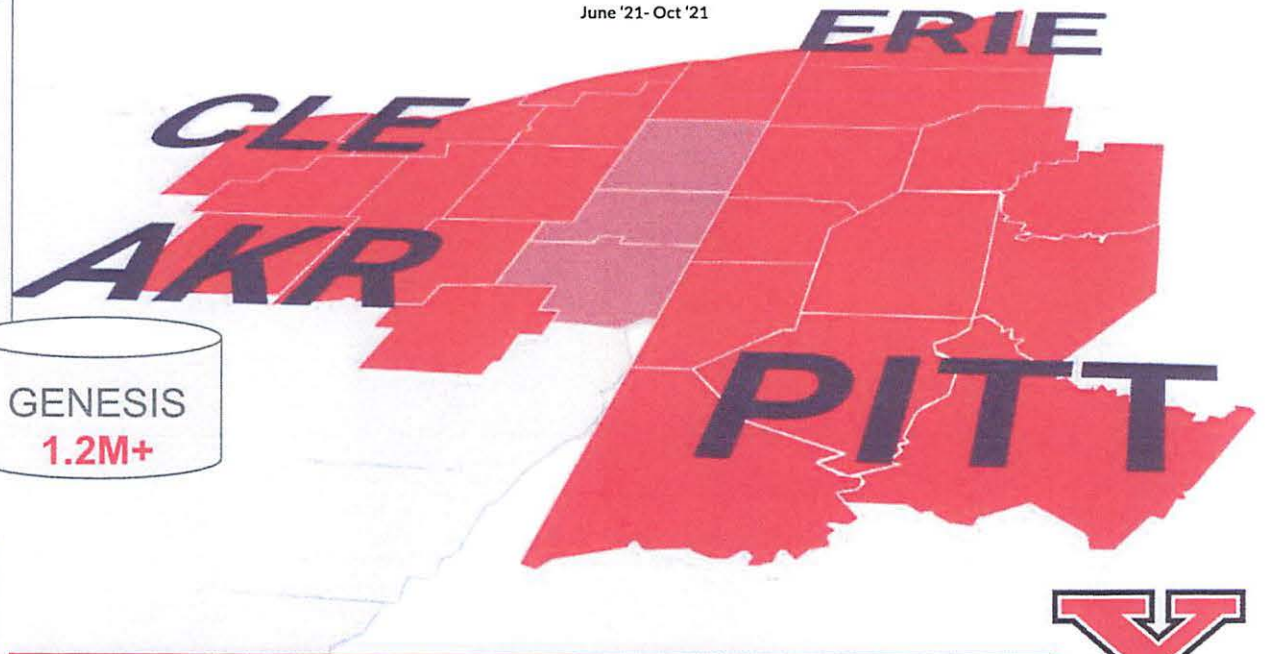 June '21- Oct '21
ERIE
CLE
AKR
GENESIS
1.2M+
PITT
Y